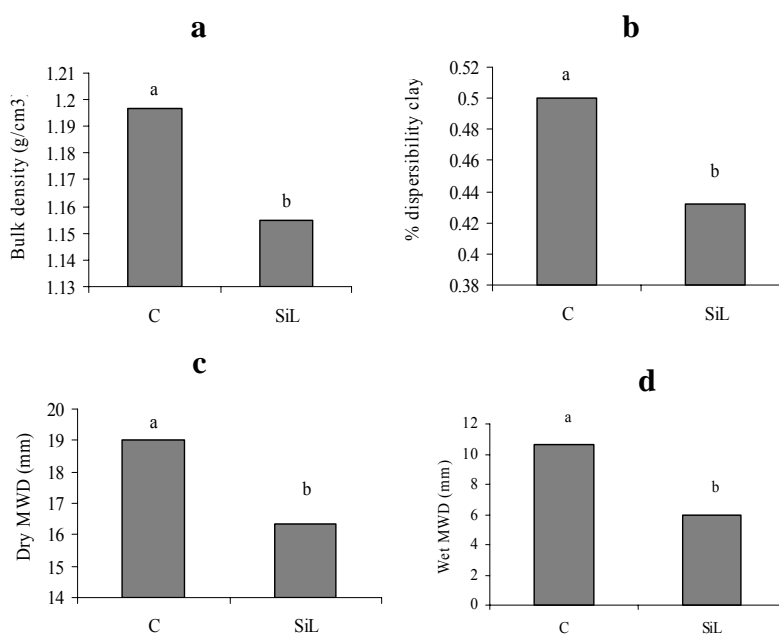 a
Bulk density (g/cm3)
1.21
1.2
1.19
1.18
1.17
1.16
1.15
1.14
1.13
a
b
C
SiL
b
% dispersibility clay
0.52
0.5
0.48
0.46
0.44
0.42
0.4
0.38
a
b
C
SiL
c
Dry MWD (mm)
20
19
18
17
16
15
14
a
b
C
SiL
d
Wet MWD (mm)
12
10
8
6
4
2
0
a
b
C
SiL